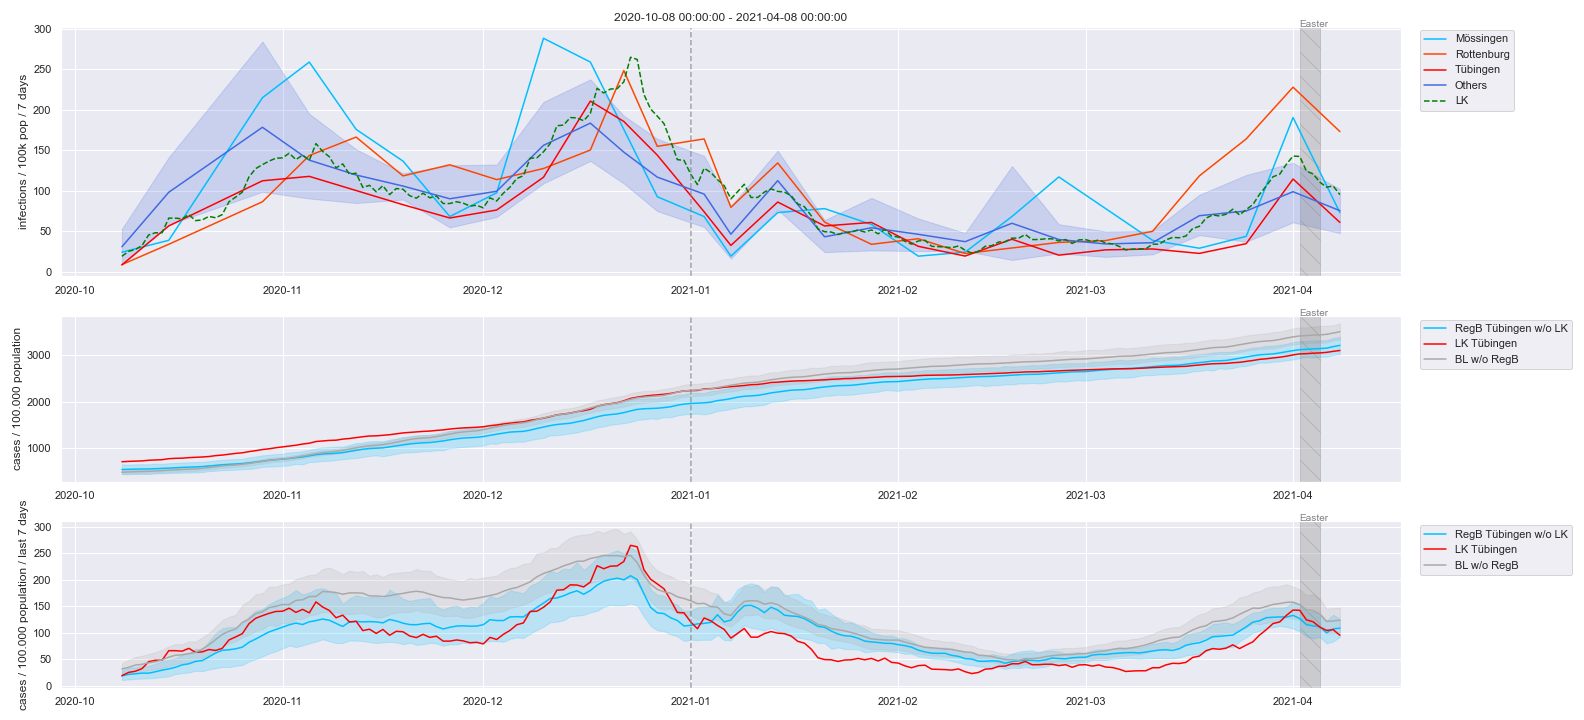 2020-10-08 00:00:00 - 2021-04-08 00:00:00
Easter
infections / 100k pop / 7 days
300
250
200
150
100
50
0
2020-10
2020-11
2020-12
2021-01
2021-02
2021-03
2021-04
Mössingen
Rottenburg
Tübingen
Others
LK
Easter
cases / 100.0000 population
3000
2000
1000
2020-10
2020-11
2020-12
2021-01
2021-02
2021-03
2021-04
RegB Tübingen w/o LK
LK Tübingen
BL w/o RegB
Easter
cases / 100.000 population / last 7 days
300
250
200
150
100
50
0
2020-10
2020-11
2020-12
2021-01
2021-02
2021-03
2021-04
RegB Tübingen w/o LK
LK Tübingen
BL w/o RegB